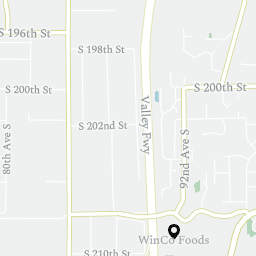 S 196th St
S 198th St
S 200th St
S 200th St
Valley Fwy
S 202nd St
92nd Ave S
80th Ave S
WinCo Foods
S 210th St